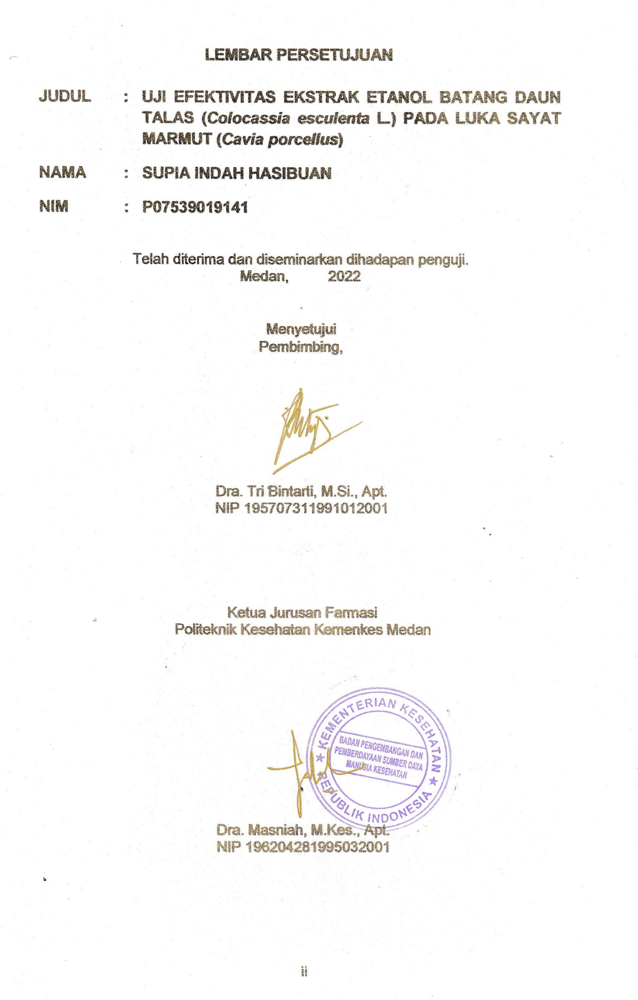 LEMBAR PERSETUJUAN
JUDUL : UJI EFEKTIVITAS EKSTRAK ETANOL BATANG DAUN
TALAS (Colocassia esculenta L.) PADA LUKA SAYAT
MARMUT (Cavia porcellus)
NAMA : SUPIA INDAH HASIBUAN
NIM : P07539019141
Telah diterima dan diseminarkan dihadapan penguji.
Medan, 2022
Menyetujui
Pembimbing,
Dra. Tri Bintarti, M.Si., Apt.
NIP 195707311991012001
Ketua Jurusan Farmasi
Politeknik Kesehatan Kemenkes Medan
KEMENTERIAN KESEHATAN
BADAN PENGEMBANGAN DAN
PEMBERDAYAAN SUMBER DAYA
MANUSIA KESEHATAN
REPUBLIK INDONESIA
Dra. Masniah, M.Kes., Apt.
NIP 196204281995032001
ii